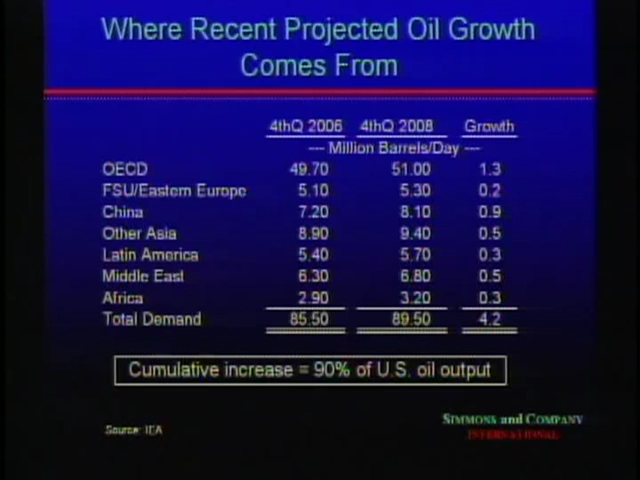 Where Recent Projected Oil Growth
Comes From
4thQ 2006 4thQ 2008 Growth
--- Million Barrels/Day ---
OECD 49.70 51.00 1.3
FSU/Eastern Europe 5.10 5.30 0.2
China 7.20 8.10 0.9
Other Asia 8.90 9.40 0.5
Latin America 5.40 5.70 0.3
Middle East 6.30 6.80 0.5
Africa 2.90 3.20 0.3
Total Demand 85.50 89.50 4.2
Cumulative increase = 90% of U.S. oil output
Source: IEA
SIMMONS and COMPANY
INTERNATIONAL